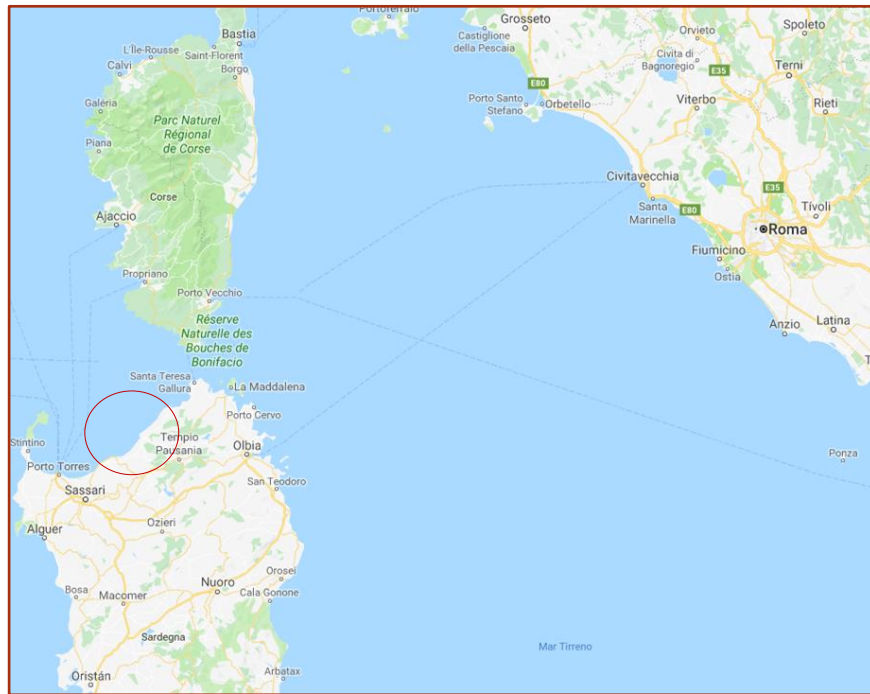 Portoferraio
Grosseto
Orvieto
Spoleto
Bastia
Castiglione
della Pescaia
L'Île-Rousse
Saint-Florent
Calvi
Borgo
Civita di
Bagnoregio
E35
Terni
E80
Galéria
Porto Santo
Stefano
Orbetello
Viterbo
Rieti
Parc Naturel
Régional
de Corse
Piana
Corse
Civitavecchia
E35
Santa
Marinella
E80
Tívoli
Ajaccio
Roma
Fiumicino
Ostia
Propriano
Porto Vecchio
Anzio
Latina
Réserve
Naturelle des
Bouches de
Bonifacio
Santa Teresa
Gallura
La Maddalena
Porto Cervo
Stintino
Tempio
Pausania
Olbia
Ponza
Porto Torres
Sassari
San Teodoro
Alguer
Ozieri
Orosei
Nuoro
Bosa
Macomer
Cala Gonone
Sardegna
Mar Tirreno
Oristán
Arbatax